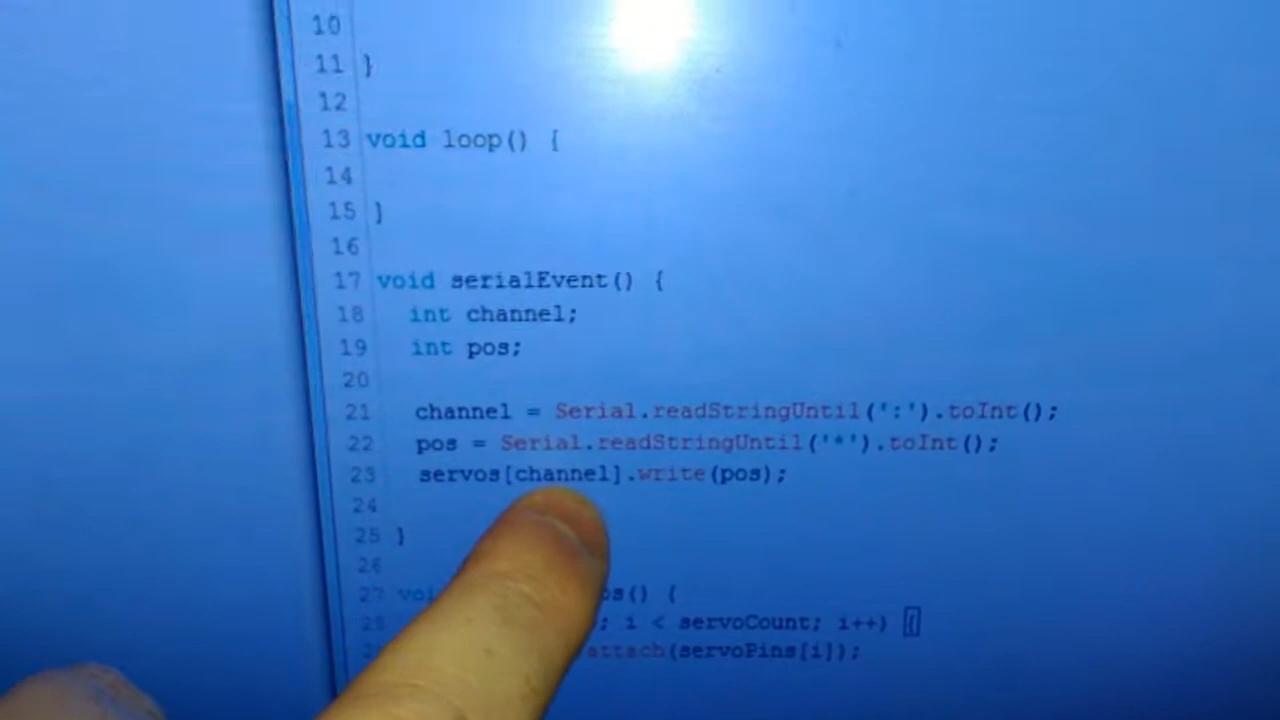 10
11 }
12
13 void loop() {
14
15 }
16
17 void serialEvent() {
18 int channel;
19 int pos;
20
21 channel = Serial.readStringUntil(':').toInt();
22 pos = Serial.readStringUntil('*').toInt();
23 servos[channel].write(pos);
24
25 }
26
27 os() {
28 ; i < servoCount; i++) {
attach(servoPins[i]);